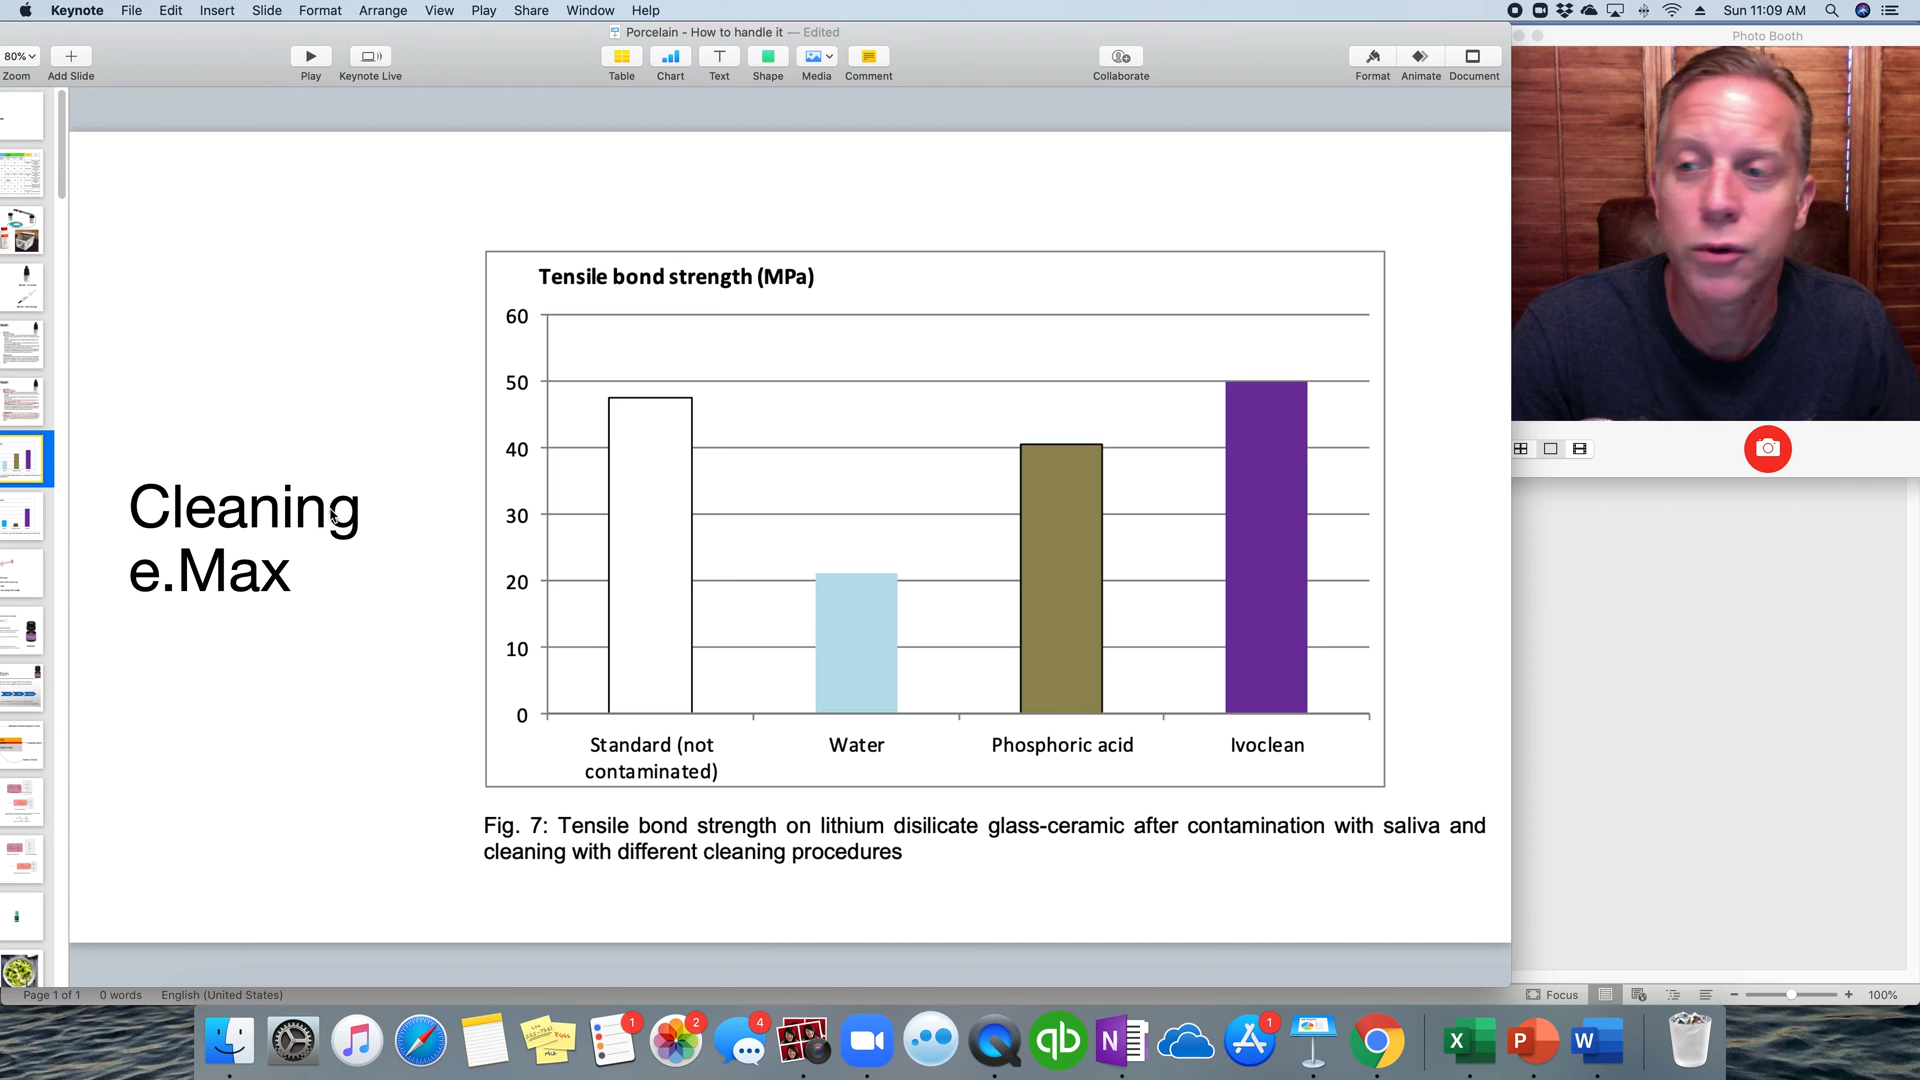 Keynote File Edit Insert Slide Format Arrange View Play Share Window Help
Sun 11:09 AM
Porcelain - How to handle it — Edited
Photo Booth
80%
Zoom Add Slide Play Keynote Live Table Chart Text Shape Media Comment Collaborate Format Animate Document
Cleaning
e.Max
Tensile bond strength (MPa)
60
50
40
30
20
10
0
Standard (not
contaminated)
Water
Phosphoric acid
Ivoclean
Fig. 7: Tensile bond strength on lithium disilicate glass-ceramic after contamination with saliva and
cleaning with different cleaning procedures
Page 1 of 1 0 words English (United States)
Focus
100%
1
2
4
1